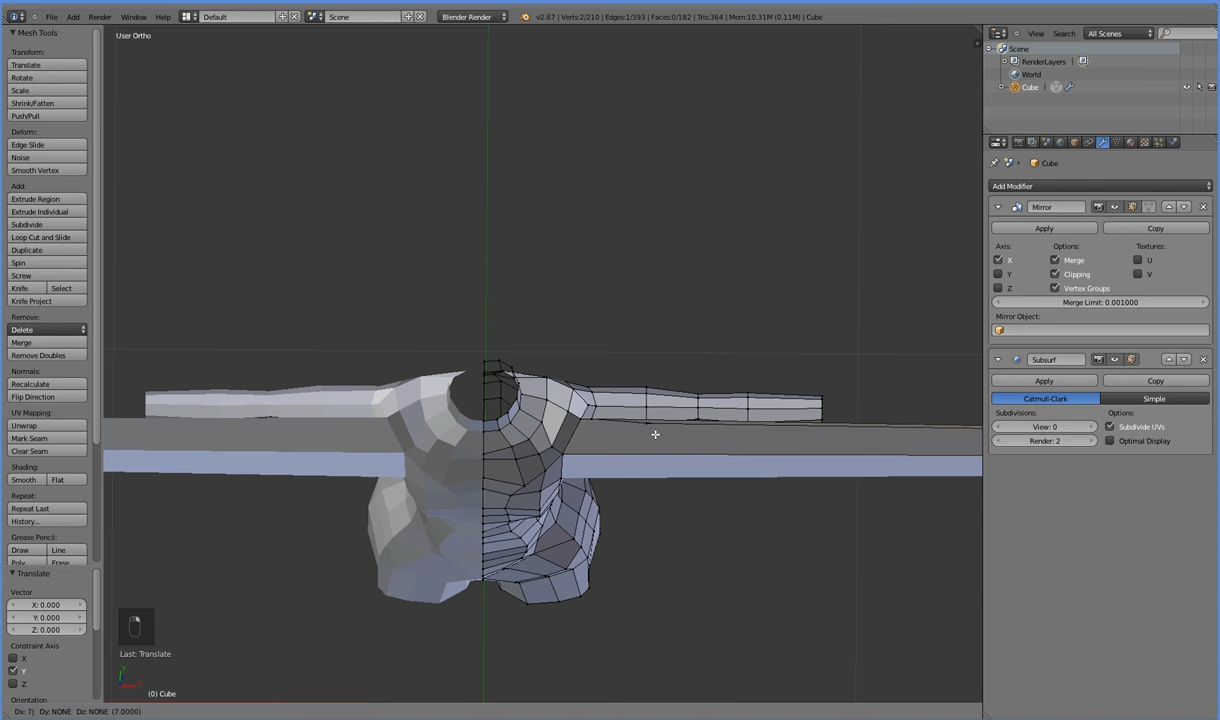 File Add Render Window Help Default Scene Blender Render v2.67 | Verts:2/210 | Edges:1/393 | Faces:0/182 | Tris:364 | Mem:10.31M (0.11M) | Cube
Mesh Tools
Transform:
Translate
Rotate
Scale
Shrink/Fatten
Push/Pull
Deform:
Edge Slide
Noise
Smooth Vertex
Add:
Extrude Region
Extrude Individual
Subdivide
Loop Cut and Slide
Duplicate
Spin
Screw
Knife Select
Knife Project
Remove:
Delete
Merge
Remove Doubles
Normals:
Recalculate
Flip Direction
UV Mapping:
Unwrap
Mark Seam
Clear Seam
Shading:
Smooth Flat
Repeat:
Repeat Last
History...
Grease Pencil:
Draw Line
Poly Erase
Translate
Vector
X: 0.000
Y: 0.000
Z: 0.000
Constraint Axis
X
Y
Z
Orientation
User Ortho
Last: Translate
(0) Cube
Dx: 7| Dy: NONE Dz: NONE (7.0000)
View Search All Scenes
Scene
RenderLayers |
World
Cube |
Cube
Add Modifier
Mirror
Apply Copy
Axis: Options: Textures:
X Merge U
Y Clipping V
Z Vertex Groups
Merge Limit: 0.001000
Mirror Object:
Subsurf
Apply Copy
Catmull-Clark Simple
Subdivisions: Options:
View: 0 Subdivide UVs
Render: 2 Optimal Display